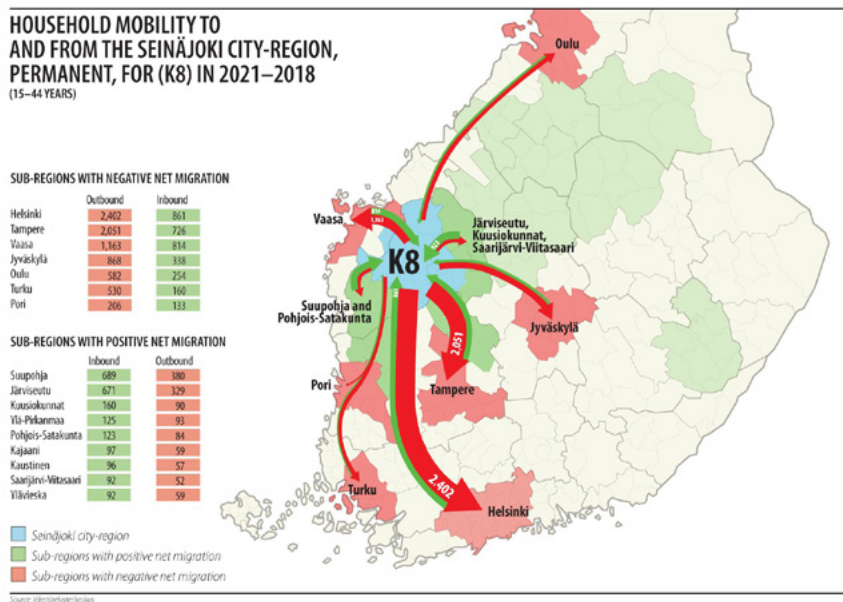 HOUSEHOLD MOBILITY TO
AND FROM THE SEINÄJOKI CITY-REGION,
PERMANENT, FOR (K8) IN 2021–2018
(15–44 YEARS)
SUB-REGIONS WITH NEGATIVE NET MIGRATION
Outbound Inbound
Helsinki 2,402 861
Tampere 2,051 726
Vaasa 1,163 814
Jyväskylä 868 338
Oulu 582 254
Turku 530 160
Pori 206 133
SUB-REGIONS WITH POSITIVE NET MIGRATION
Inbound Outbound
Suupohja 689 380
Järviseutu 671 329
Kuusiokunnat 160 90
Ylä-Pirkanmaa 125 93
Pohjois-Satakunta 123 84
Kajaani 97 59
Kaustinen 96 57
Saarijärvi-Viitasaari 92 52
Ylävieska 92 59
Seinäjoki city-region
Sub-regions with positive net migration
Sub-regions with negative net migration
Oulu
Vaasa
814
1,163
Järviseutu,
Kuusiokunnat,
Saarijärvi-Viitasaari
K8
Suupohja and
Pohjois-Satakunta
Jyväskylä
2,051
Pori
Tampere
Turku
2,402
Helsinki